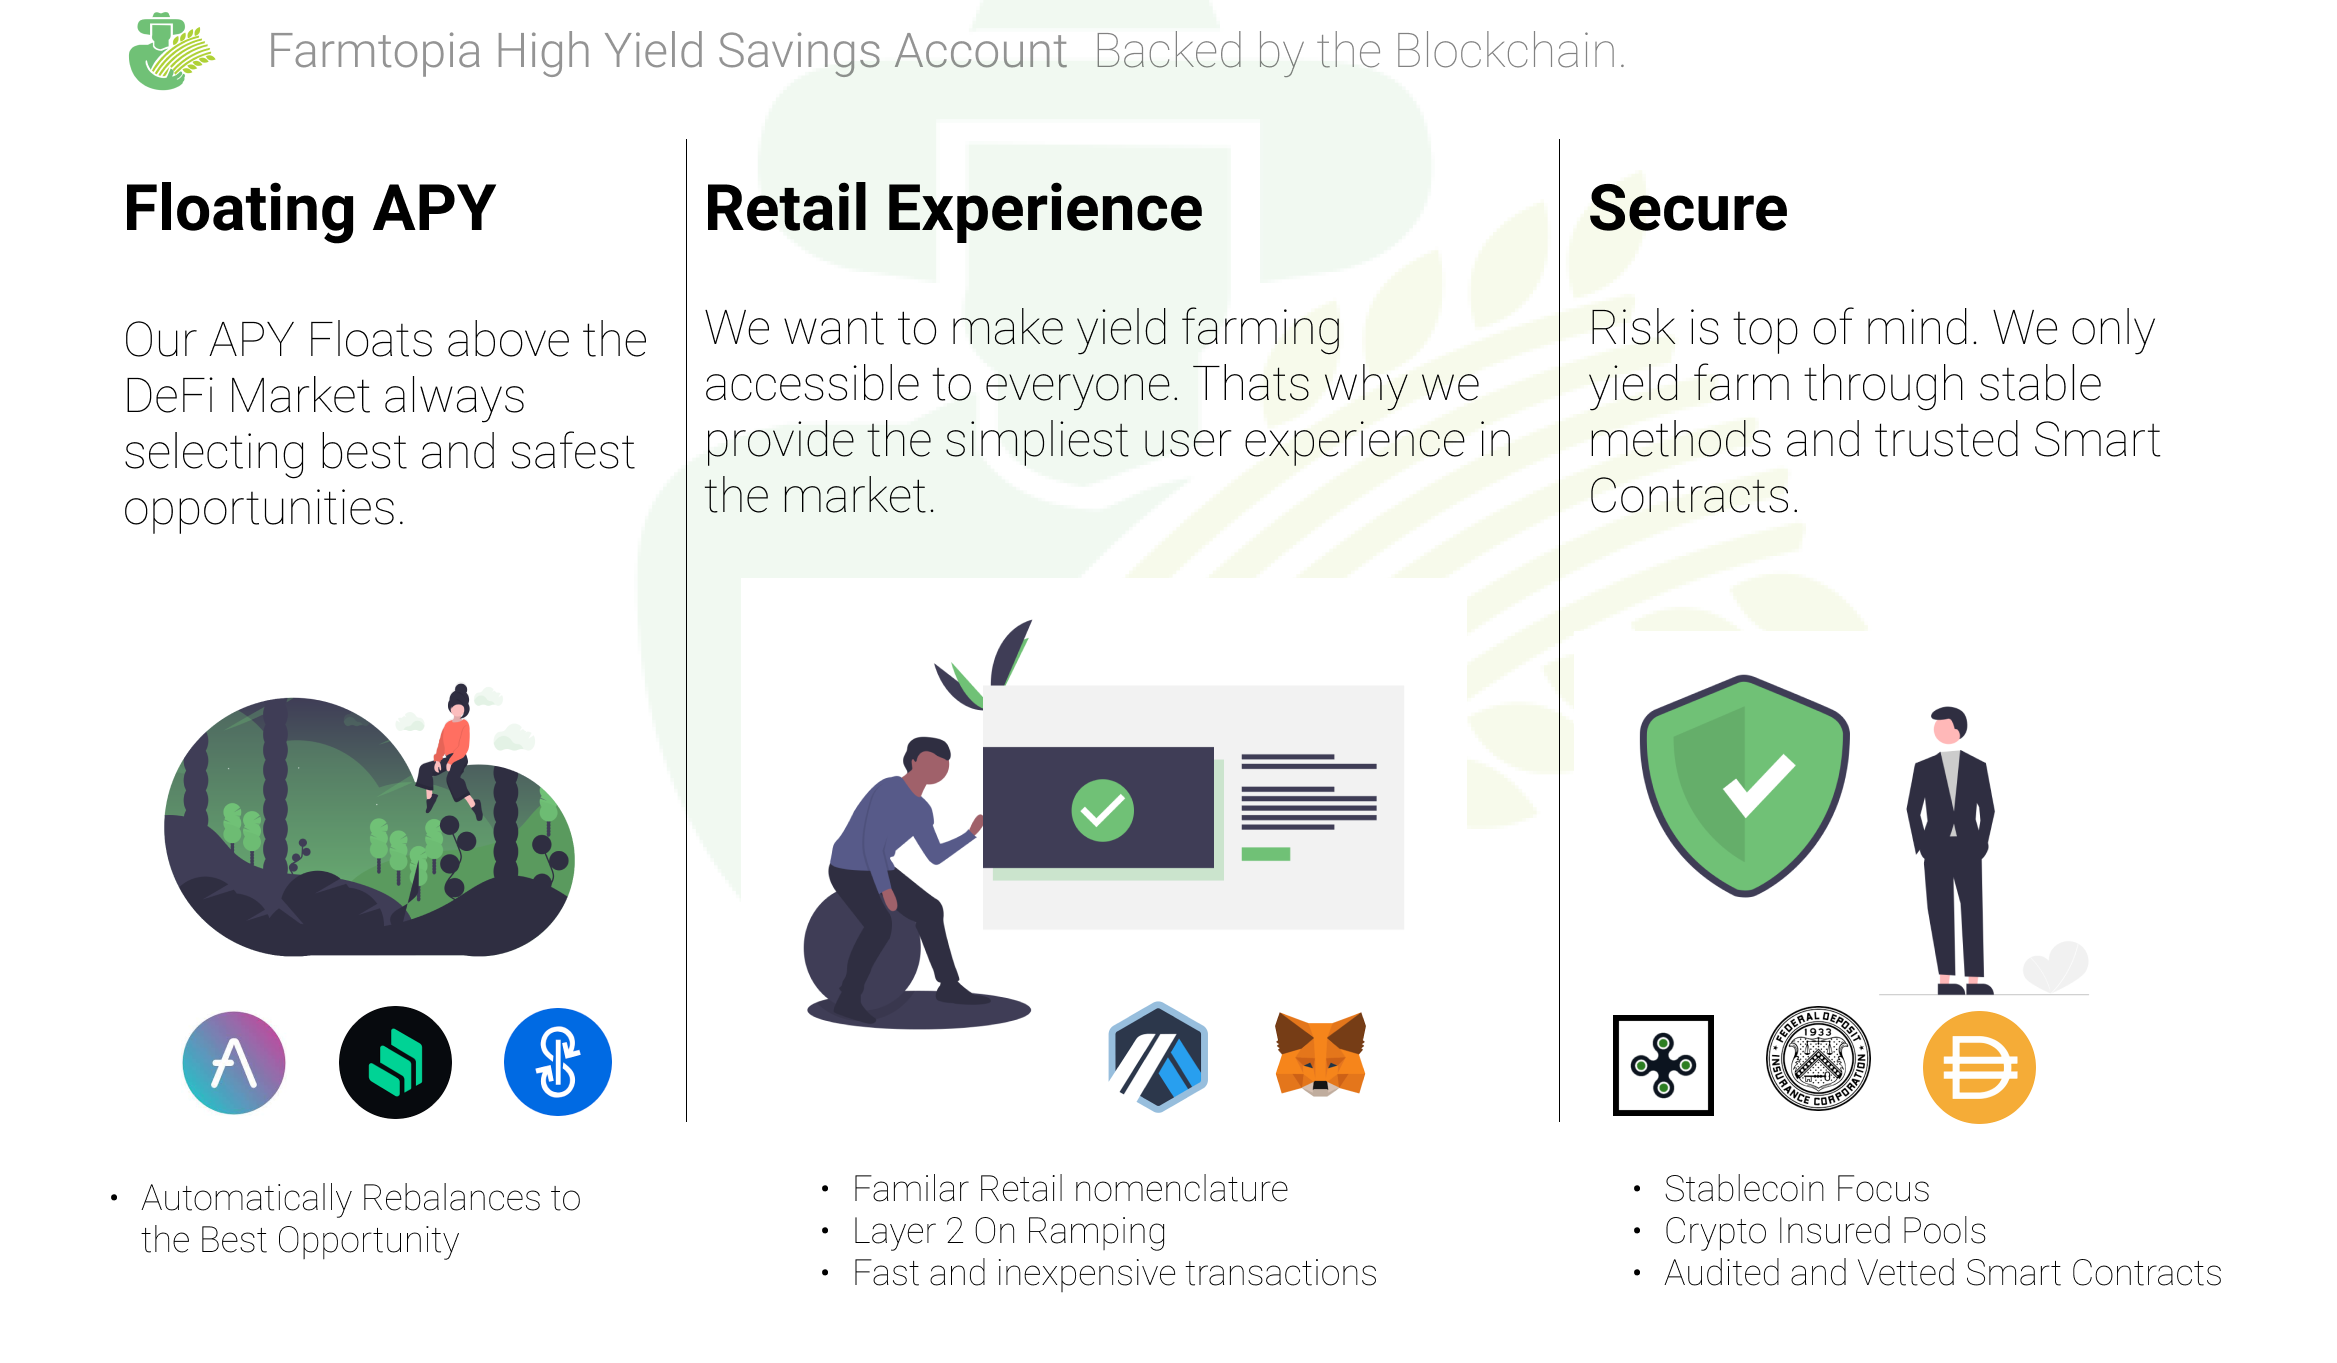 Farmtopia High Yield Savings Account Backed by the Blockchain.
Floating APY
Our APY Floats above the
DeFi Market always
selecting best and safest
opportunities.
• Automatically Rebalances to
the Best Opportunity
Retail Experience
We want to make yield farming
accessible to everyone. Thats why we
provide the simpliest user experience in
the market.
• Familar Retail nomenclature
• Layer 2 On Ramping
• Fast and inexpensive transactions
Secure
Risk is top of mind. We only
yield farm through stable
methods and trusted Smart
Contracts.
FEDERAL DEPOSIT
INSURANCE CORPORATION
1933
• Stablecoin Focus
• Crypto Insured Pools
• Audited and Vetted Smart Contracts